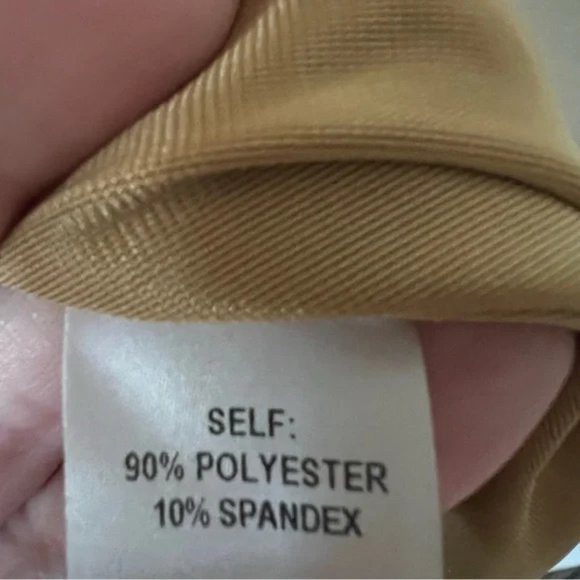 SELF:
90% POLYESTER
10% SPANDEX